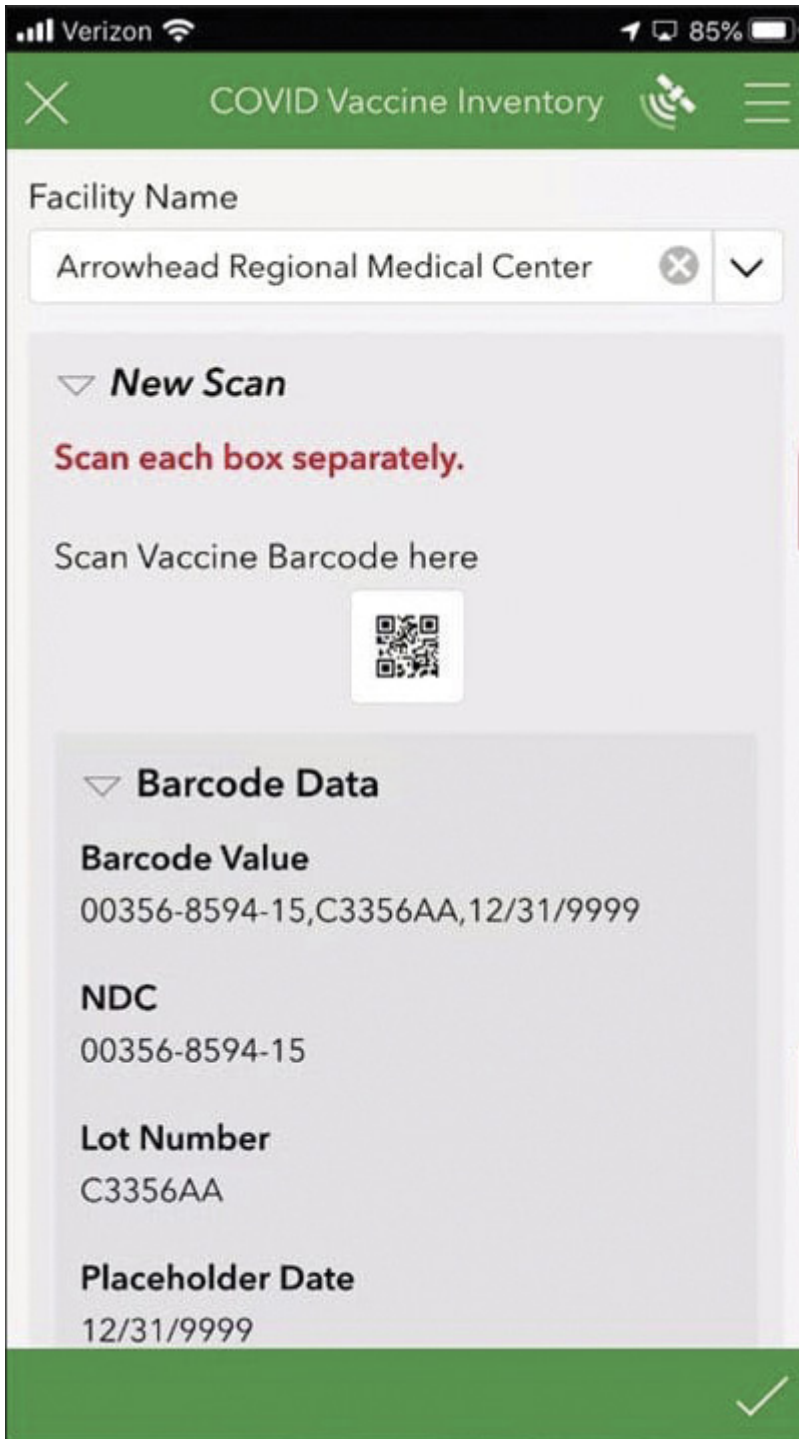 Verizon 85%
COVID Vaccine Inventory
Facility Name
Arrowhead Regional Medical Center
New Scan
Scan each box separately.
Scan Vaccine Barcode here
Barcode Data
Barcode Value
00356-8594-15,C3356AA,12/31/9999
NDC
00356-8594-15
Lot Number
C3356AA
Placeholder Date
12/31/9999